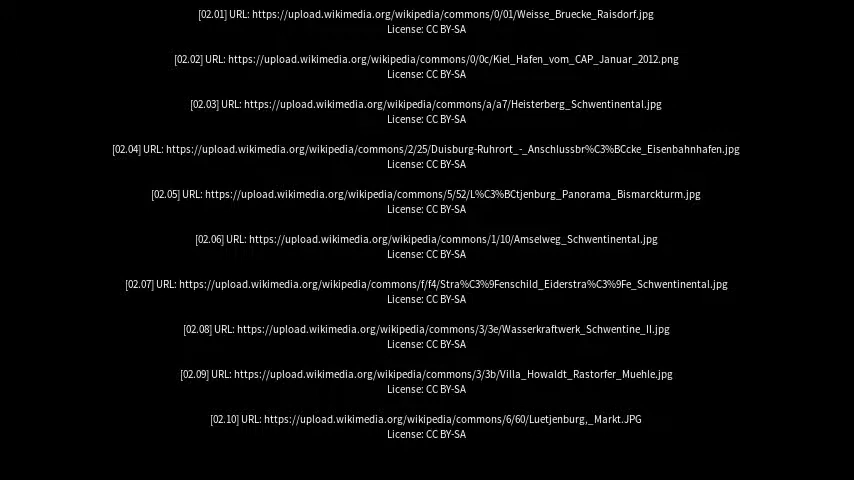 [02.01] URL: https://upload.wikimedia.org/wikipedia/commons/0/01/Weisse_Bruecke_Raisdorf.jpg
License: CC BY-SA
[02.02] URL: https://upload.wikimedia.org/wikipedia/commons/0/0c/Kiel_Hafen_vom_CAP_Januar_2012.png
License: CC BY-SA
[02.03] URL: https://upload.wikimedia.org/wikipedia/commons/a/a7/Heisterberg_Schwentinental.jpg
License: CC BY-SA
[02.04] URL: https://upload.wikimedia.org/wikipedia/commons/2/25/Duisburg-Ruhrort_-_Anschlussbr%C3%BCcke_Eisenbahnhafen.jpg
License: CC BY-SA
[02.05] URL: https://upload.wikimedia.org/wikipedia/commons/5/52/L%C3%BCtjenburg_Panorama_Bismarckturm.jpg
License: CC BY-SA
[02.06] URL: https://upload.wikimedia.org/wikipedia/commons/1/10/Amselweg_Schwentinental.jpg
License: CC BY-SA
[02.07] URL: https://upload.wikimedia.org/wikipedia/commons/f/f4/Stra%C3%9Fenschild_Eiderstra%C3%9Fe_Schwentinental.jpg
License: CC BY-SA
[02.08] URL: https://upload.wikimedia.org/wikipedia/commons/3/3e/Wasserkraftwerk_Schwentine_II.jpg
License: CC BY-SA
[02.09] URL: https://upload.wikimedia.org/wikipedia/commons/3/3b/Villa_Howaldt_Rastorfer_Muehle.jpg
License: CC BY-SA
[02.10] URL: https://upload.wikimedia.org/wikipedia/commons/6/60/Luetjenburg,_Markt.JPG
License: CC BY-SA